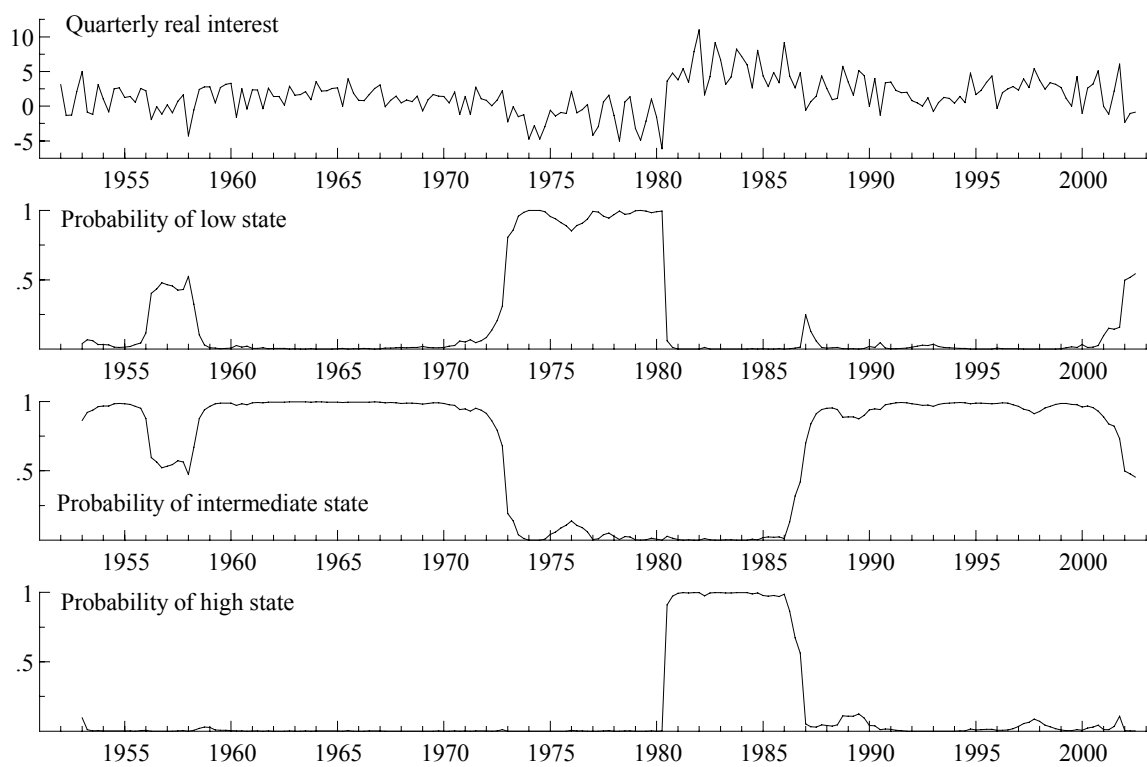 Quarterly real interest
10
5
0
-5
1955 1960 1965 1970 1975 1980 1985 1990 1995 2000
1
Probability of low state
.5
1955 1960 1965 1970 1975 1980 1985 1990 1995 2000
1
.5
Probability of intermediate state
1955 1960 1965 1970 1975 1980 1985 1990 1995 2000
1
Probability of high state
.5
1955 1960 1965 1970 1975 1980 1985 1990 1995 2000